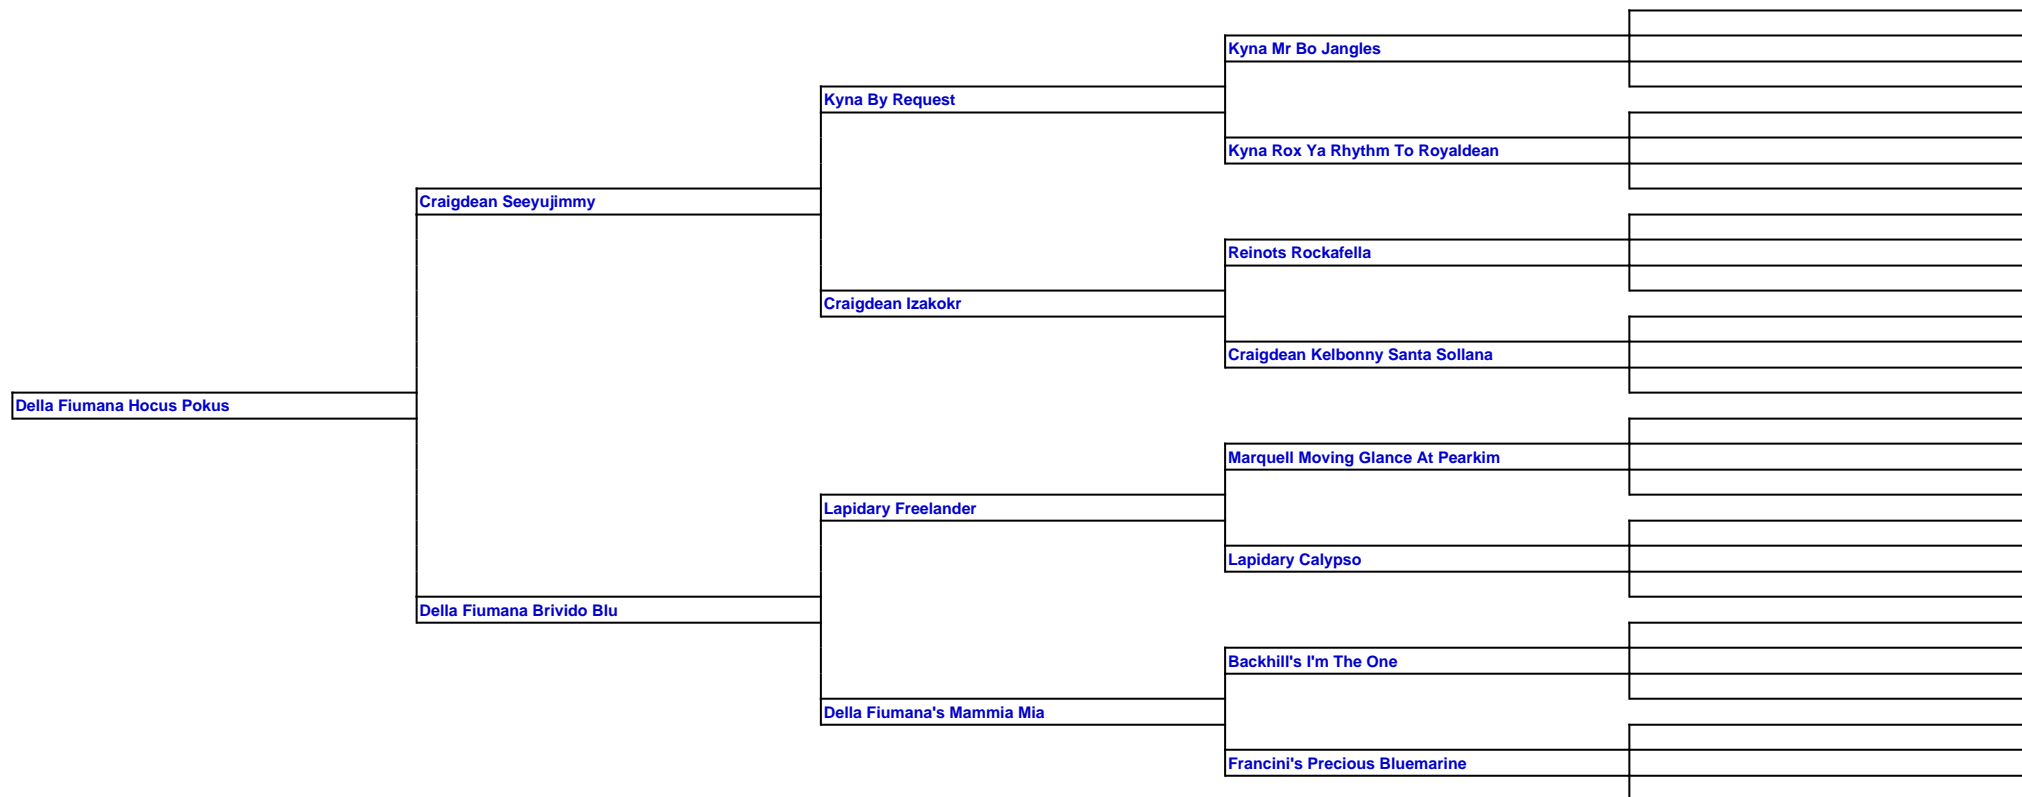 Kyna Mr Bo Jangles
Kyna By Request
Kyna Rox Ya Rhythm To Royaldean
Craigdean Seeyujimmy
Reinots Rockafella
Craigdean Izakokr
Craigdean Kelbonny Santa Sollana
Della Fiumana Hocus Pokus
Marquell Moving Glance At Pearkim
Lapidary Freelander
Lapidary Calypso
Della Fiumana Brivido Blu
Backhill's I'm The One
Della Fiumana's Mammia Mia
Francini's Precious Bluemarine